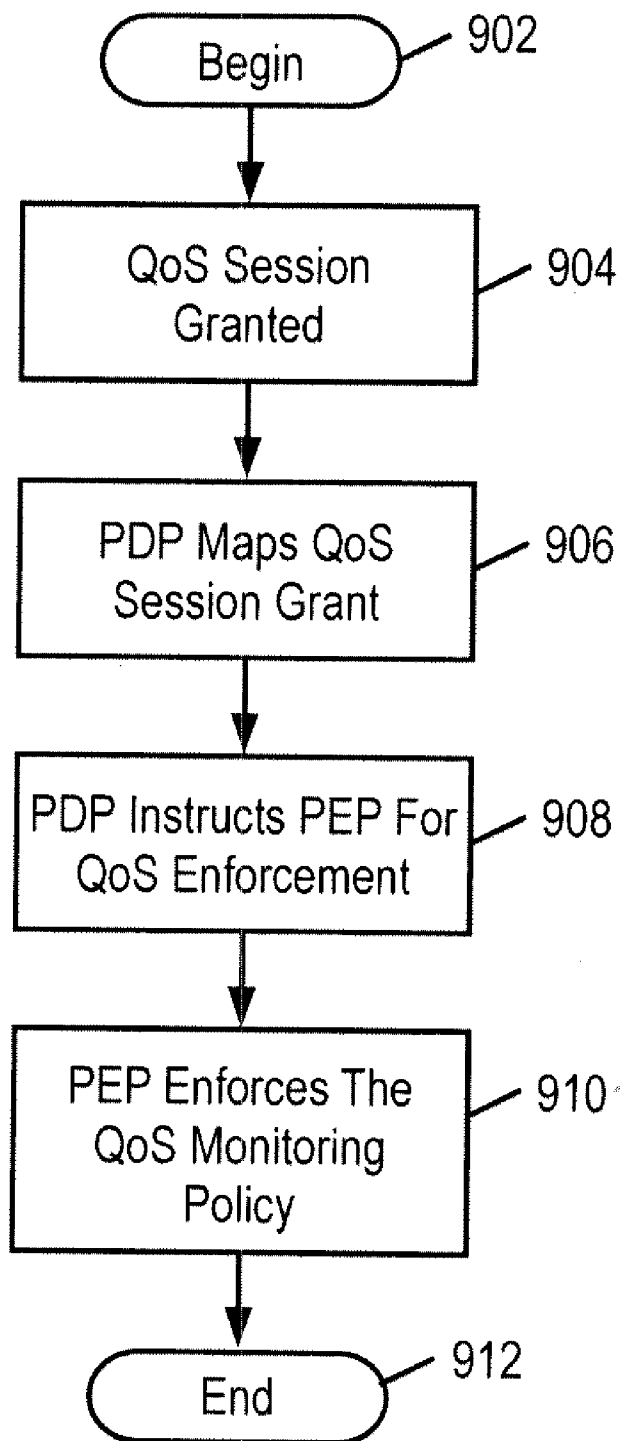 Begin
902
QoS Session
Granted
904
PDP Maps QoS
Session Grant
906
PDP Instructs PEP For
QoS Enforcement
908
PEP Enforces The
QoS Monitoring
Policy
910
End
912